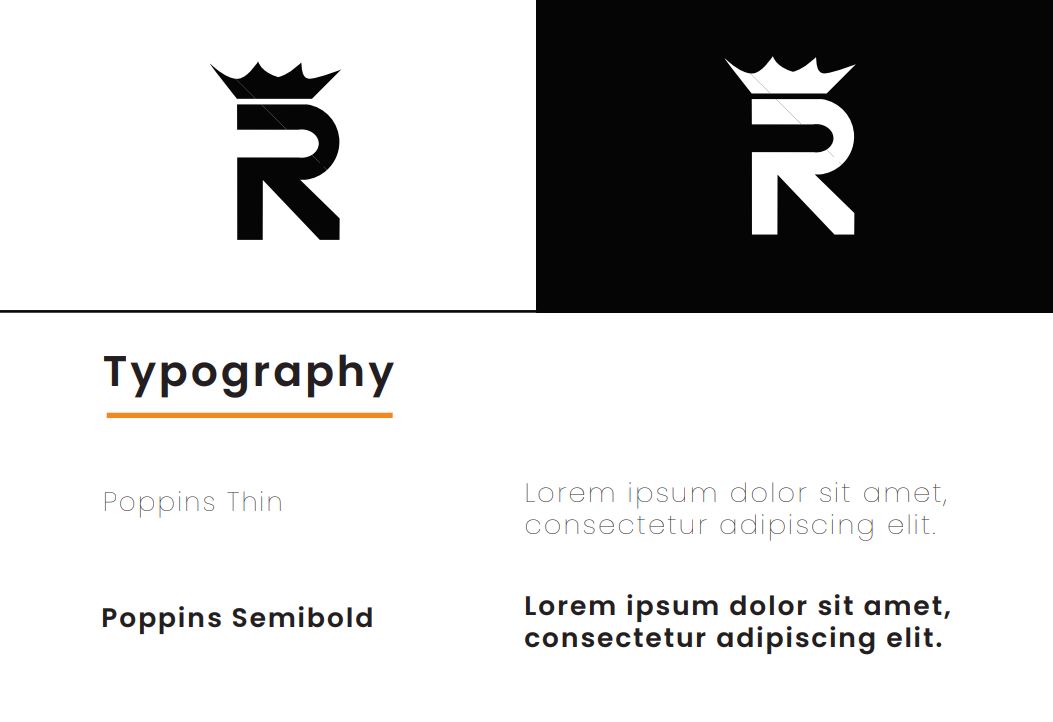 R
R
Typography
Poppins Thin
Lorem ipsum dolor sit amet,
consectetur adipiscing elit.
Poppins Semibold
Lorem ipsum dolor sit amet,
consectetur adipiscing elit.